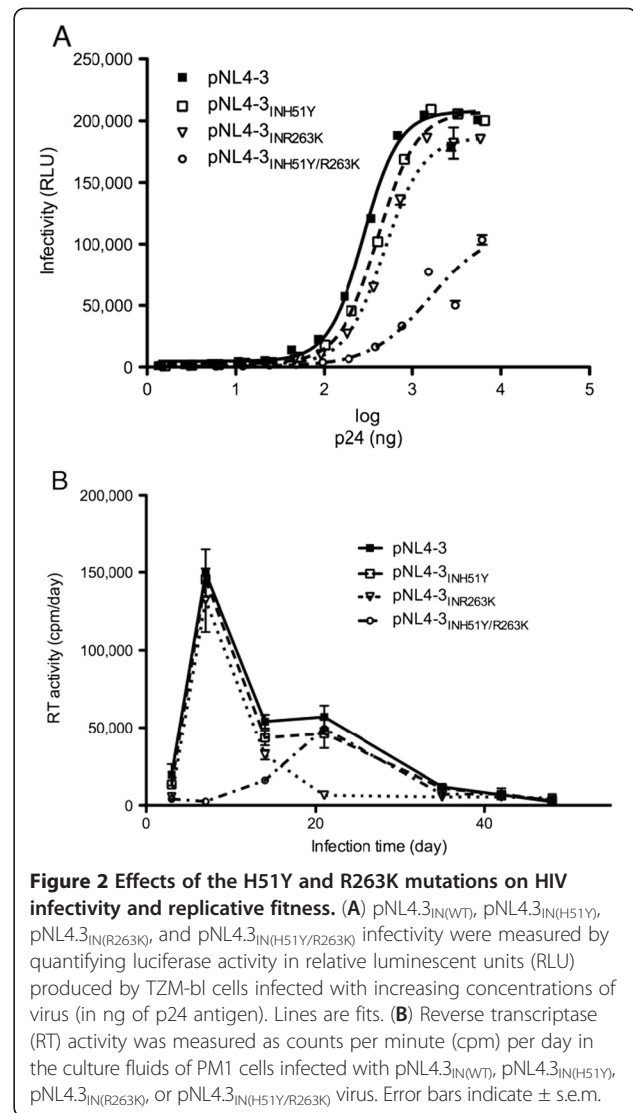 A
250,000
200,000
150,000
100,000
50,000
0
Infectivity (RLU)
pNL4-3
pNL4-3INH51Y
pNL4-3INR263K
pNL4-3INH51Y/R263K
0 1 2 3 4 5
log
p24 (ng)
B
200,000
150,000
100,000
50,000
0
RT activity (cpm/day)
pNL4-3
pNL4-3INH51Y
pNL4-3INR263K
pNL4-3INH51Y/R263K
0 20 40
Infection time (day)
Figure 2 Effects of the H51Y and R263K mutations on HIV
infectivity and replicative fitness. (A) pNL4.3IN(WT), pNL4.3IN(H51Y),
pNL4.3IN(R263K), and pNL4.3IN(H51Y/R263K) infectivity were measured by
quantifying luciferase activity in relative luminescent units (RLU)
produced by TZM-bl cells infected with increasing concentrations of
virus (in ng of p24 antigen). Lines are fits. (B) Reverse transcriptase
(RT) activity was measured as counts per minute (cpm) per day in
the culture fluids of PM1 cells infected with pNL4.3IN(WT), pNL4.3IN(H51Y),
pNL4.3IN(R263K), or pNL4.3IN(H51Y/R263K) virus. Error bars indicate ± s.e.m.